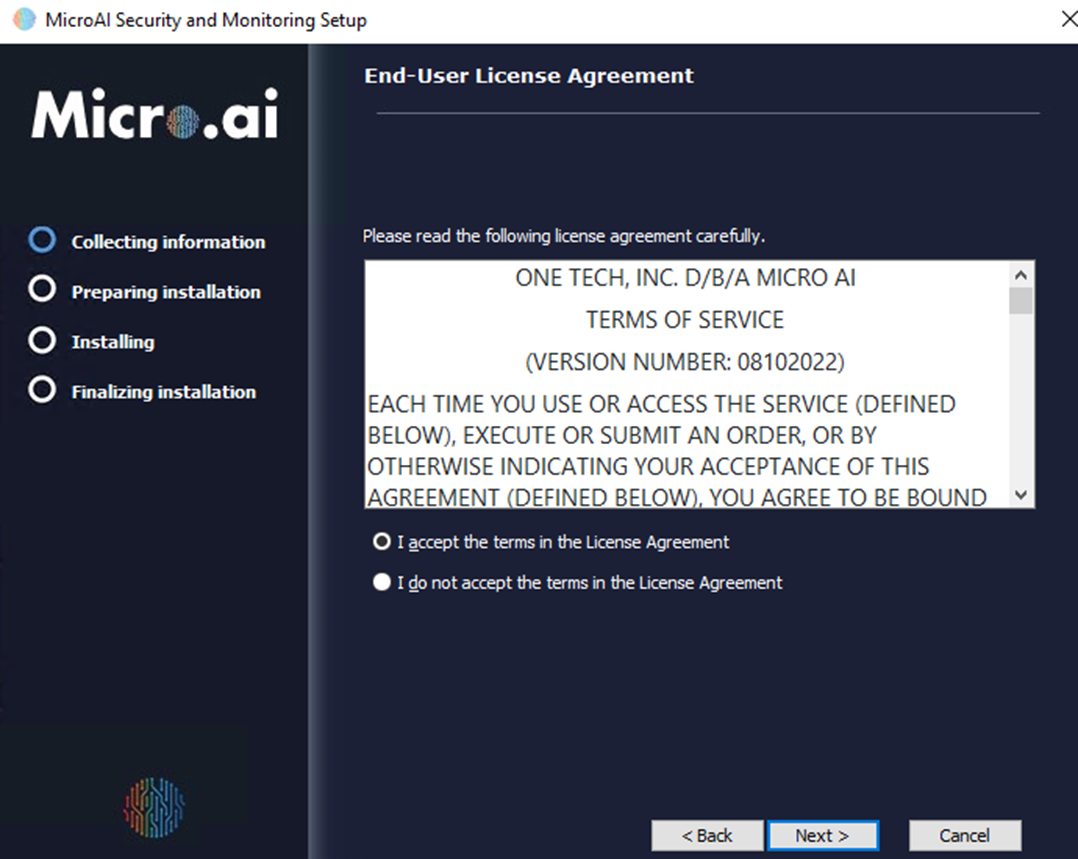 MicroAI Security and Monitoring Setup
Micro.ai
End-User License Agreement
Collecting information
Preparing installation
Installing
Finalizing installation
Please read the following license agreement carefully.
ONE TECH, INC. D/B/A MICRO AI
TERMS OF SERVICE
(VERSION NUMBER: 08102022)
EACH TIME YOU USE OR ACCESS THE SERVICE (DEFINED
BELOW), EXECUTE OR SUBMIT AN ORDER, OR BY
OTHERWISE INDICATING YOUR ACCEPTANCE OF THIS
AGREEMENT (DEFINED BELOW), YOU AGREE TO BE BOUND
I accept the terms in the License Agreement
I do not accept the terms in the License Agreement
< Back
Next >
Cancel